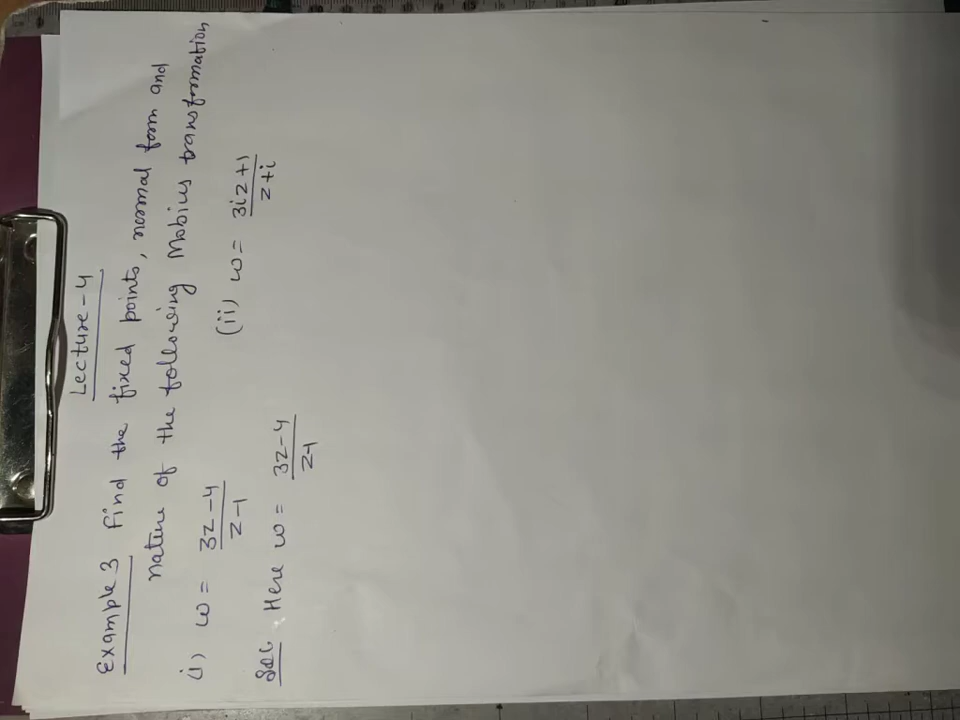 Lecture-4
Example 3 Find the fixed points, normal form and
nature of the following Mobius transformation
(i) w = 3z-4/z-1 (ii) w = 3iz+1/z+i
Sol. Here w = 3z-4/z-1